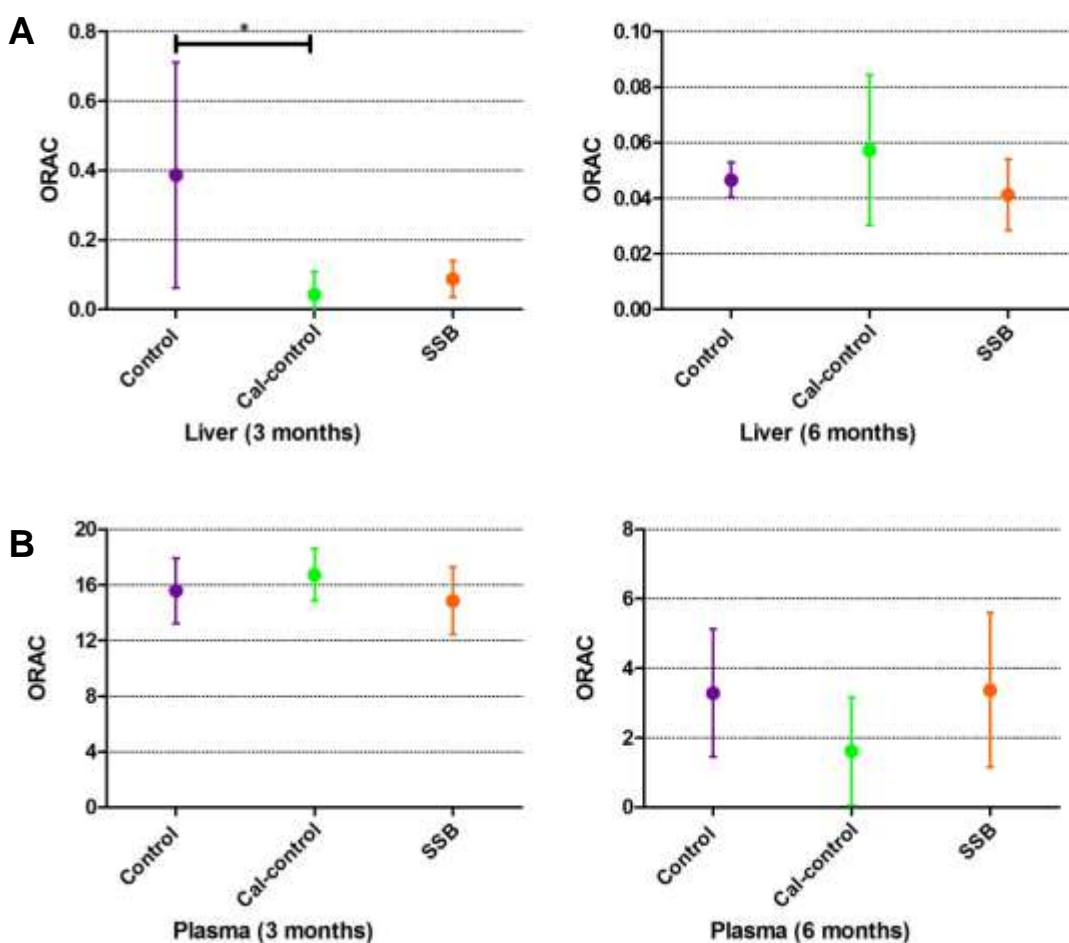 A
0.8
0.6
0.4
0.2
0.0
ORAC
*
Control
Cal-control
SSB
Liver (3 months)
0.10
0.08
0.06
0.04
0.02
0.00
ORAC
Control
Cal-control
SSB
Liver (6 months)
B
20
16
12
8
4
0
ORAC
Control
Cal-control
SSB
Plasma (3 months)
8
6
4
2
0
ORAC
Control
Cal-control
SSB
Plasma (6 months)